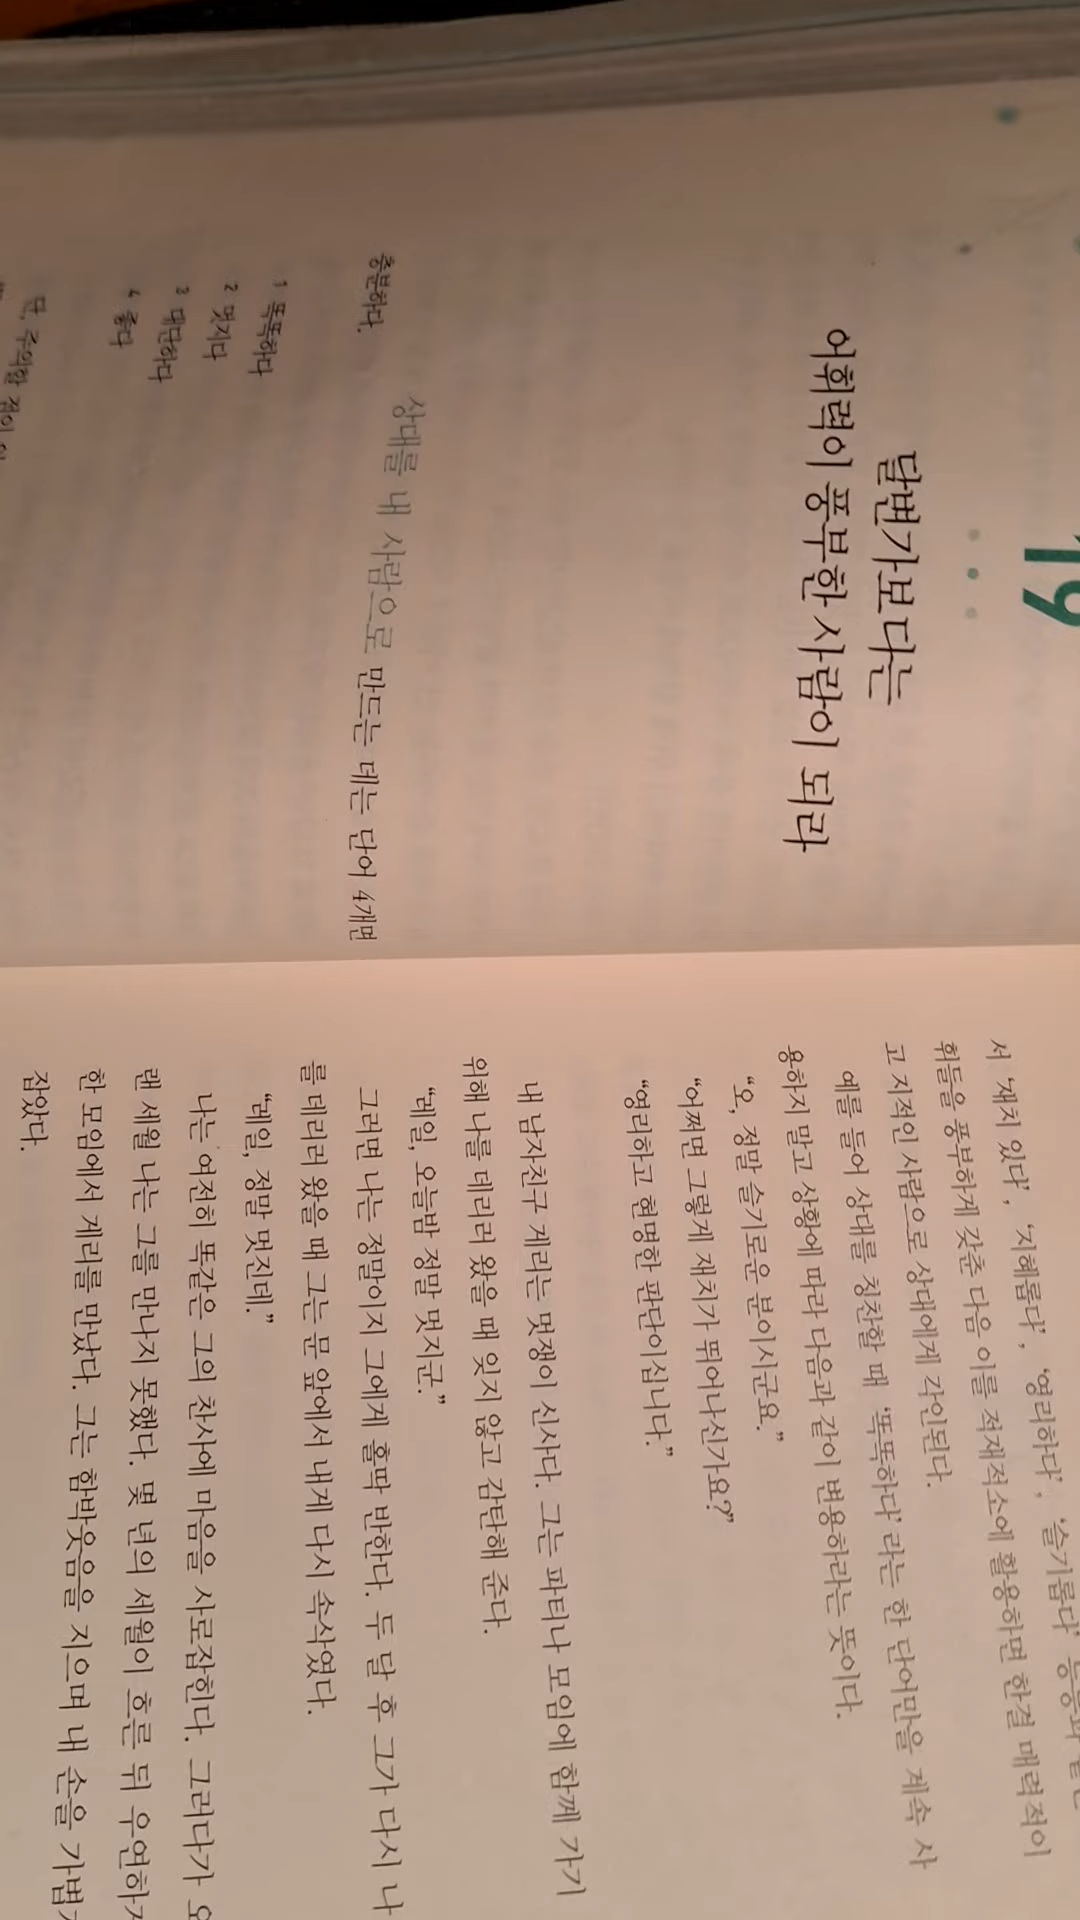 19
달변가보다는
어휘력이 풍부한 사람이 되라
상대를 내 사람으로 만드는 데는 단어 4개면
충분하다.
1 똑똑하다
2 멋지다
3 대단하다
4 좋다
단, 주의할 점이
서 ‘재치 있다’, ‘지혜롭다’, ‘영리하다’, ‘슬기롭다’ 등등과 같은
휘들을 풍부하게 갖춘 다음 이를 적재적소에 활용하면 한결 매력적이
고 지적인 사람으로 상대에게 각인된다.
예를 들어 상대를 칭찬할 때 ‘똑똑하다’라는 한 단어만을 계속 사
용하지 말고 상황에 따라 다음과 같이 변용하라는 뜻이다.
“오, 정말 슬기로운 분이시군요.”
“어쩌면 그렇게 재치가 뛰어나신가요?”
“영리하고 현명한 판단이십니다.”
내 남자친구 게리는 멋쟁이 신사다. 그는 파티나 모임에 함께 가기
위해 나를 데리러 왔을 때 잊지 않고 감탄해 준다.
“레일, 오늘밤 정말 멋지군.”
그러면 나는 정말이지 그에게 홀딱 반한다. 두 달 후 그가 다시 나
를 데리러 왔을 때 그는 문 앞에서 내게 다시 속삭였다.
“레일, 정말 멋진데.”
나는 여전히 똑같은 그의 찬사에 마음을 사로잡힌다. 그러다가 오
랜 세월 나는 그를 만나지 못했다. 몇 년의 세월이 흐른 뒤 우연하게
한 모임에서 게리를 만났다. 그는 함박웃음을 지으며 내 손을 가볍게
잡았다.